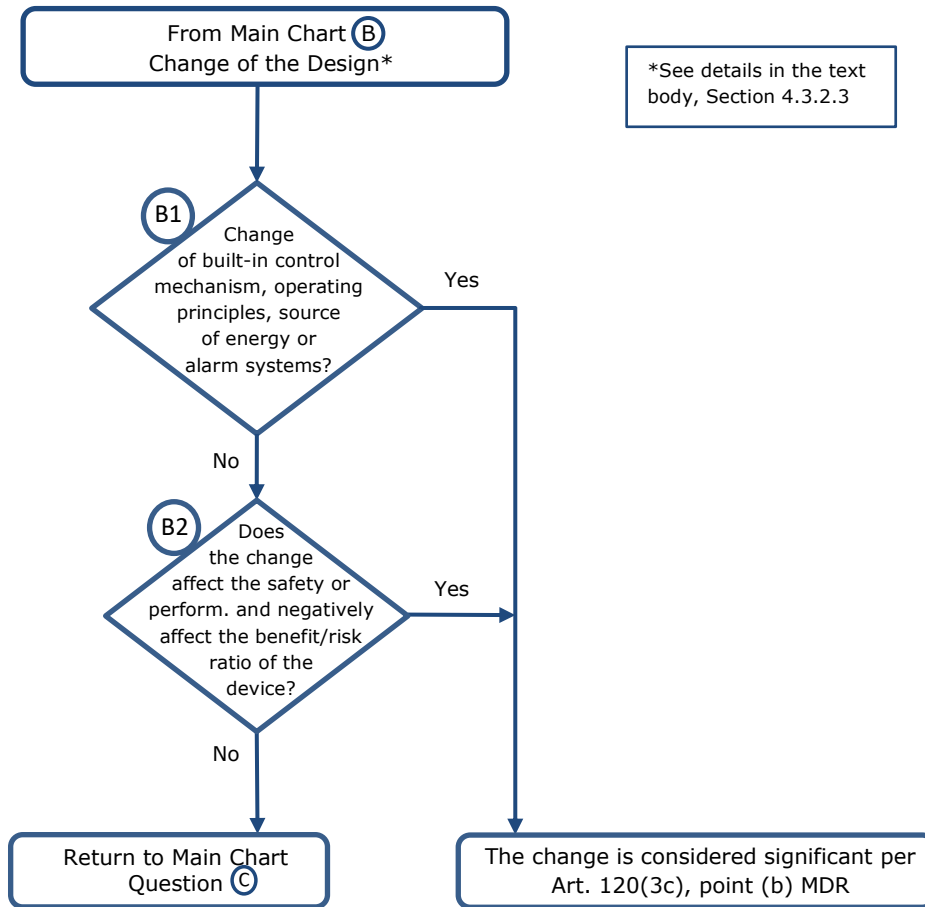 From Main Chart B
Change of the Design*
*See details in the text
body, Section 4.3.2.3
B1
Change
of built-in control
mechanism, operating
principles, source
of energy or
alarm systems?
Yes
No
B2
Does
the change
affect the safety or
perform. and negatively
affect the benefit/risk
ratio of the
device?
Yes
No
Return to Main Chart
Question C
The change is considered significant per
Art. 120(3c), point (b) MDR